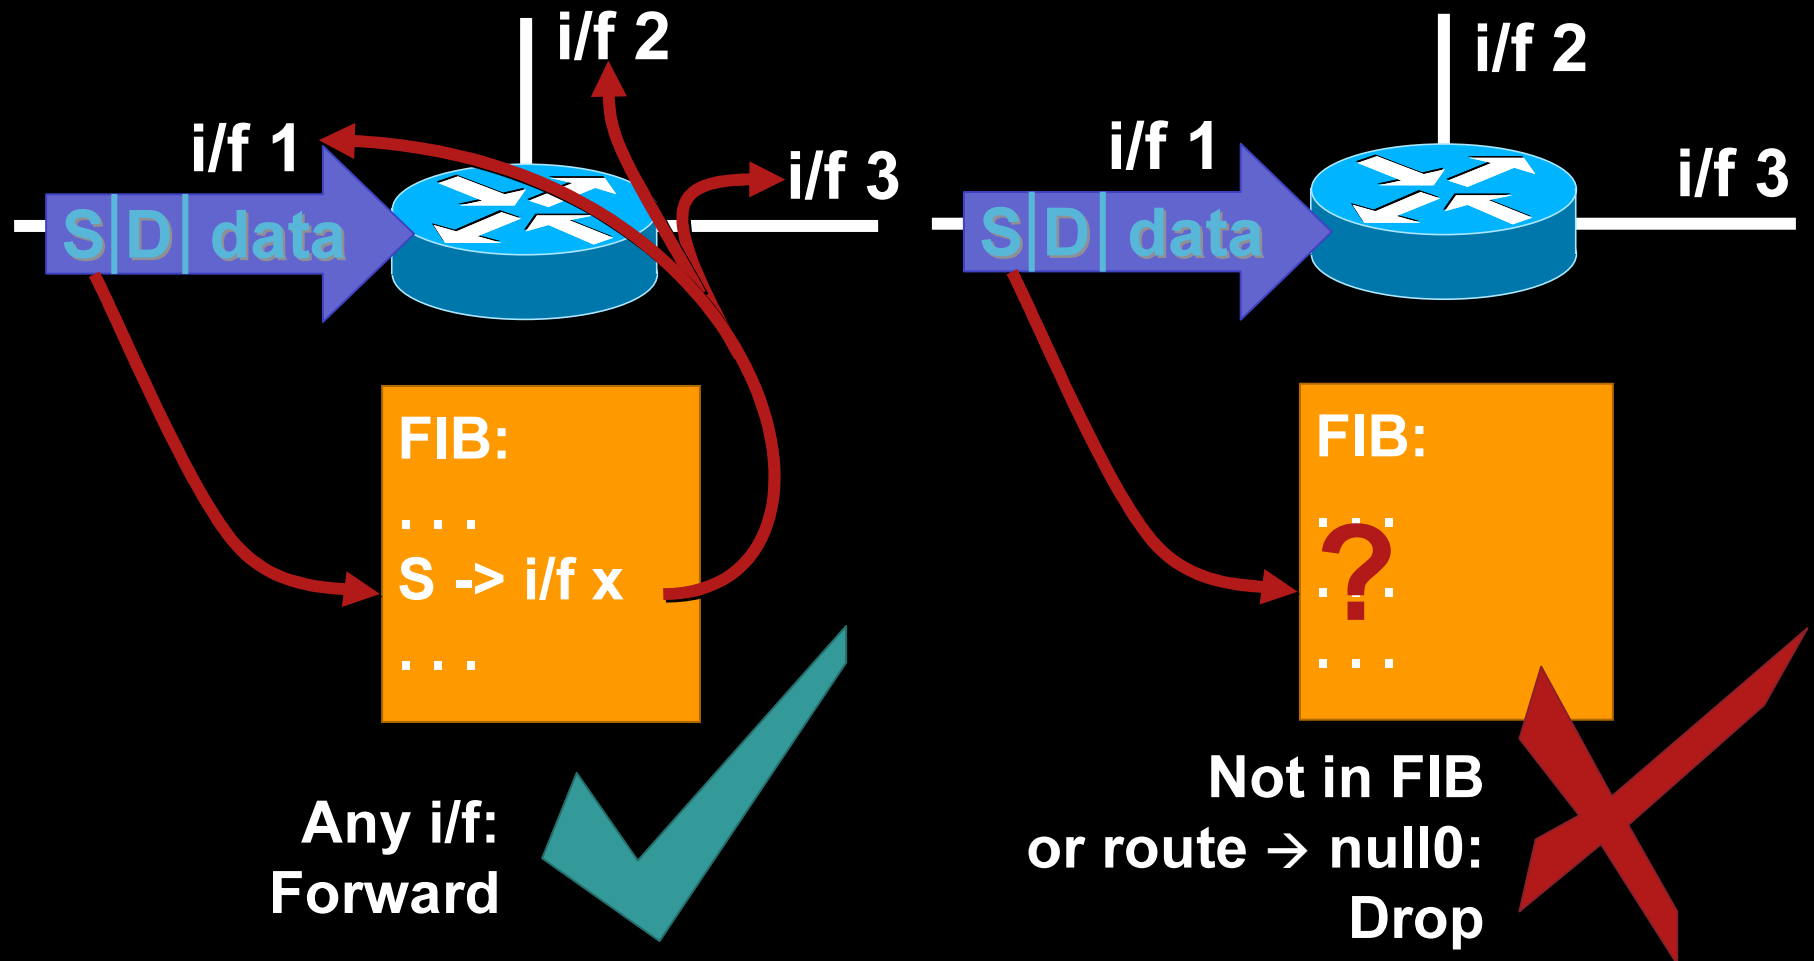 i/f 2
i/f 1
i/f 3
S D data
FIB:
. . .
S -> i/f x
. . .
Any i/f:
Forward
i/f 2
i/f 1
i/f 3
S D data
FIB:
. . .
?
. . .
. . .
Not in FIB
or route → null0:
Drop